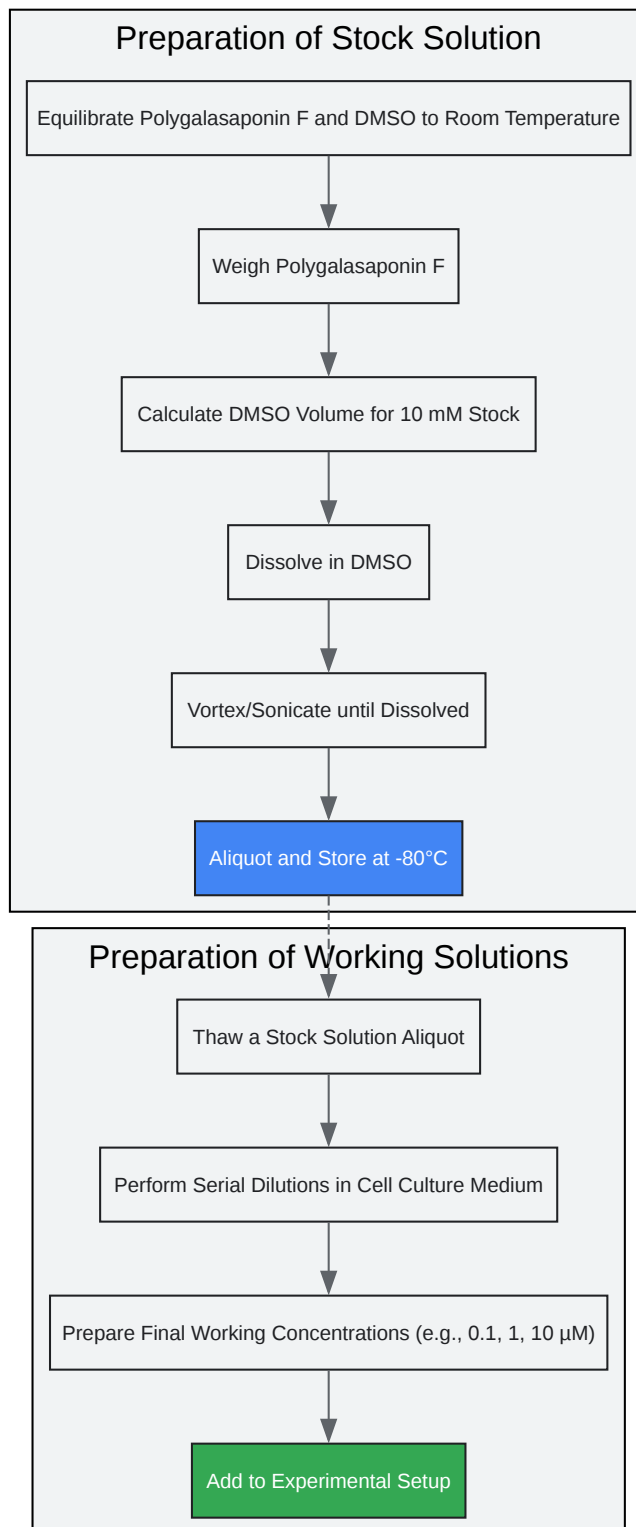 Preparation of Stock Solution
Equilibrate Polygalasaponin F and DMSO to Room Temperature
Weigh Polygalasaponin F
Calculate DMSO Volume for 10 mM Stock
Dissolve in DMSO
Vortex/Sonicate until Dissolved
Aliquot and Store at -80°C
Preparation of Working Solutions
Thaw a Stock Solution Aliquot
Perform Serial Dilutions in Cell Culture Medium
Prepare Final Working Concentrations (e.g., 0.1, 1, 10 µM)
Add to Experimental Setup